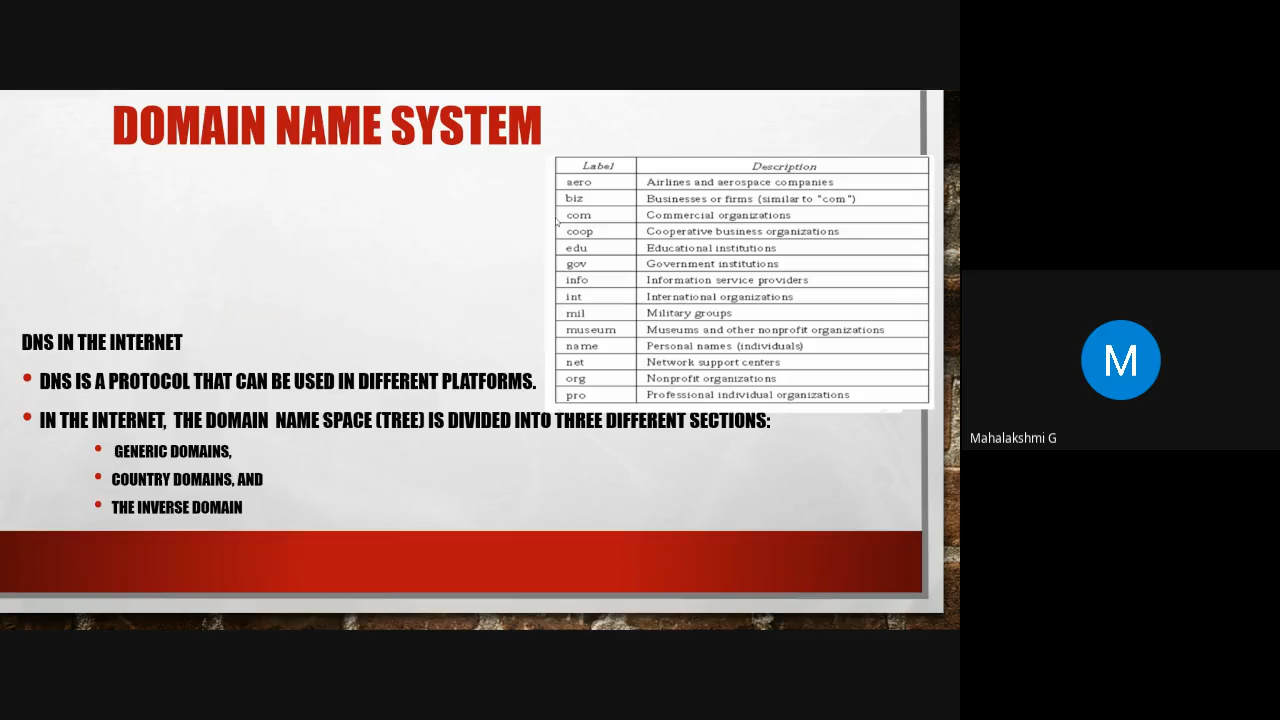 DOMAIN NAME SYSTEM
Label Description
aero Airlines and aerospace companies
biz Businesses or firms (similar to "com")
com Commercial organizations
coop Cooperative business organizations
edu Educational institutions
gov Government institutions
info Information service providers
int International organizations
mil Military groups
museum Museums and other nonprofit organizations
name Personal names (individuals)
net Network support centers
org Nonprofit organizations
pro Professional individual organizations
DNS IN THE INTERNET
• DNS IS A PROTOCOL THAT CAN BE USED IN DIFFERENT PLATFORMS.
• IN THE INTERNET, THE DOMAIN NAME SPACE (TREE) IS DIVIDED INTO THREE DIFFERENT SECTIONS:
• GENERIC DOMAINS,
• COUNTRY DOMAINS, AND
• THE INVERSE DOMAIN
M
Mahalakshmi G